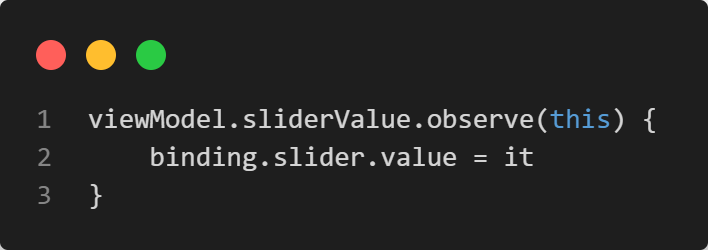 1 viewModel.sliderValue.observe(this) {
2     binding.slider.value = it
3 }